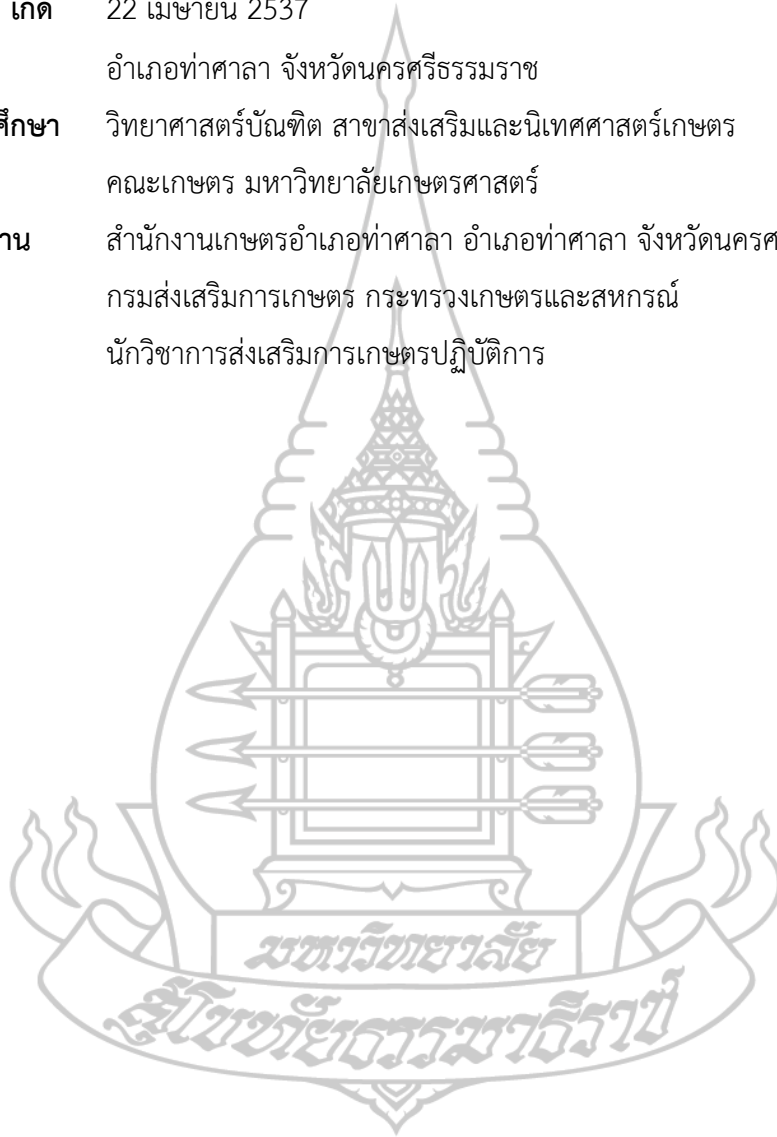 เกิด 22 เมษายน 2537
อำเภอท่าศาลา จังหวัดนครศรีธรรมราช
ศึกษา วิทยาศาสตร์บัณฑิต สาขาส่งเสริมและนิเทศศาสตร์เกษตร
คณะเกษตร มหาวิทยาลัยเกษตรศาสตร์
าน สำนักงานเกษตรอำเภอท่าศาลา อำเภอท่าศาลา จังหวัดนครศ
กรมส่งเสริมการเกษตร กระทรวงเกษตรและสหกรณ์
นักวิชาการส่งเสริมการเกษตรปฏิบัติการ
มหาวิทยาลัย
สุโขทัยธรรมาธิราช